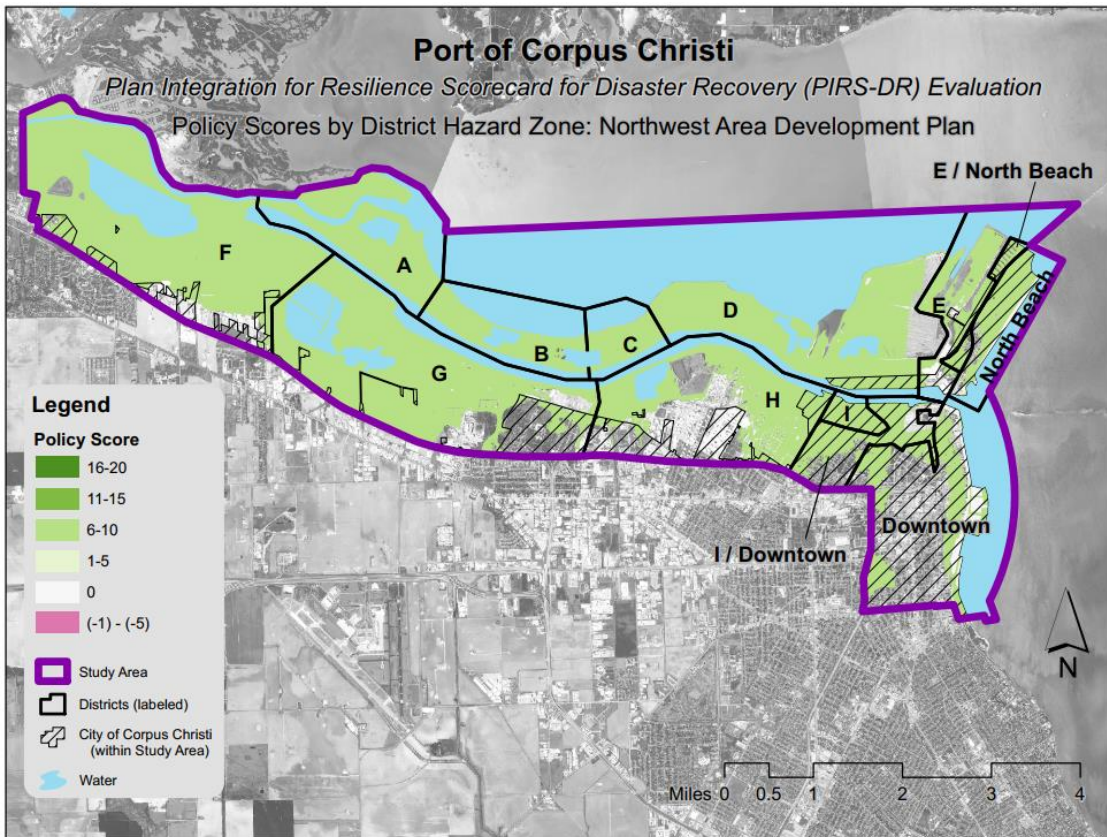 Port of Corpus Christi
Plan Integration for Resilience Scorecard for Disaster Recovery (PIRS-DR) Evaluation
Policy Scores by District Hazard Zone: Northwest Area Development Plan
E / North Beach
F
A
D
E
North Beach
B
C
G
H
I
Downtown
I / Downtown
Legend
Policy Score
16-20
11-15
6-10
1-5
0
(-1) - (-5)
Study Area
Districts (labeled)
City of Corpus Christi
(within Study Area)
Water
N
Miles 0 0.5 1 2 3 4